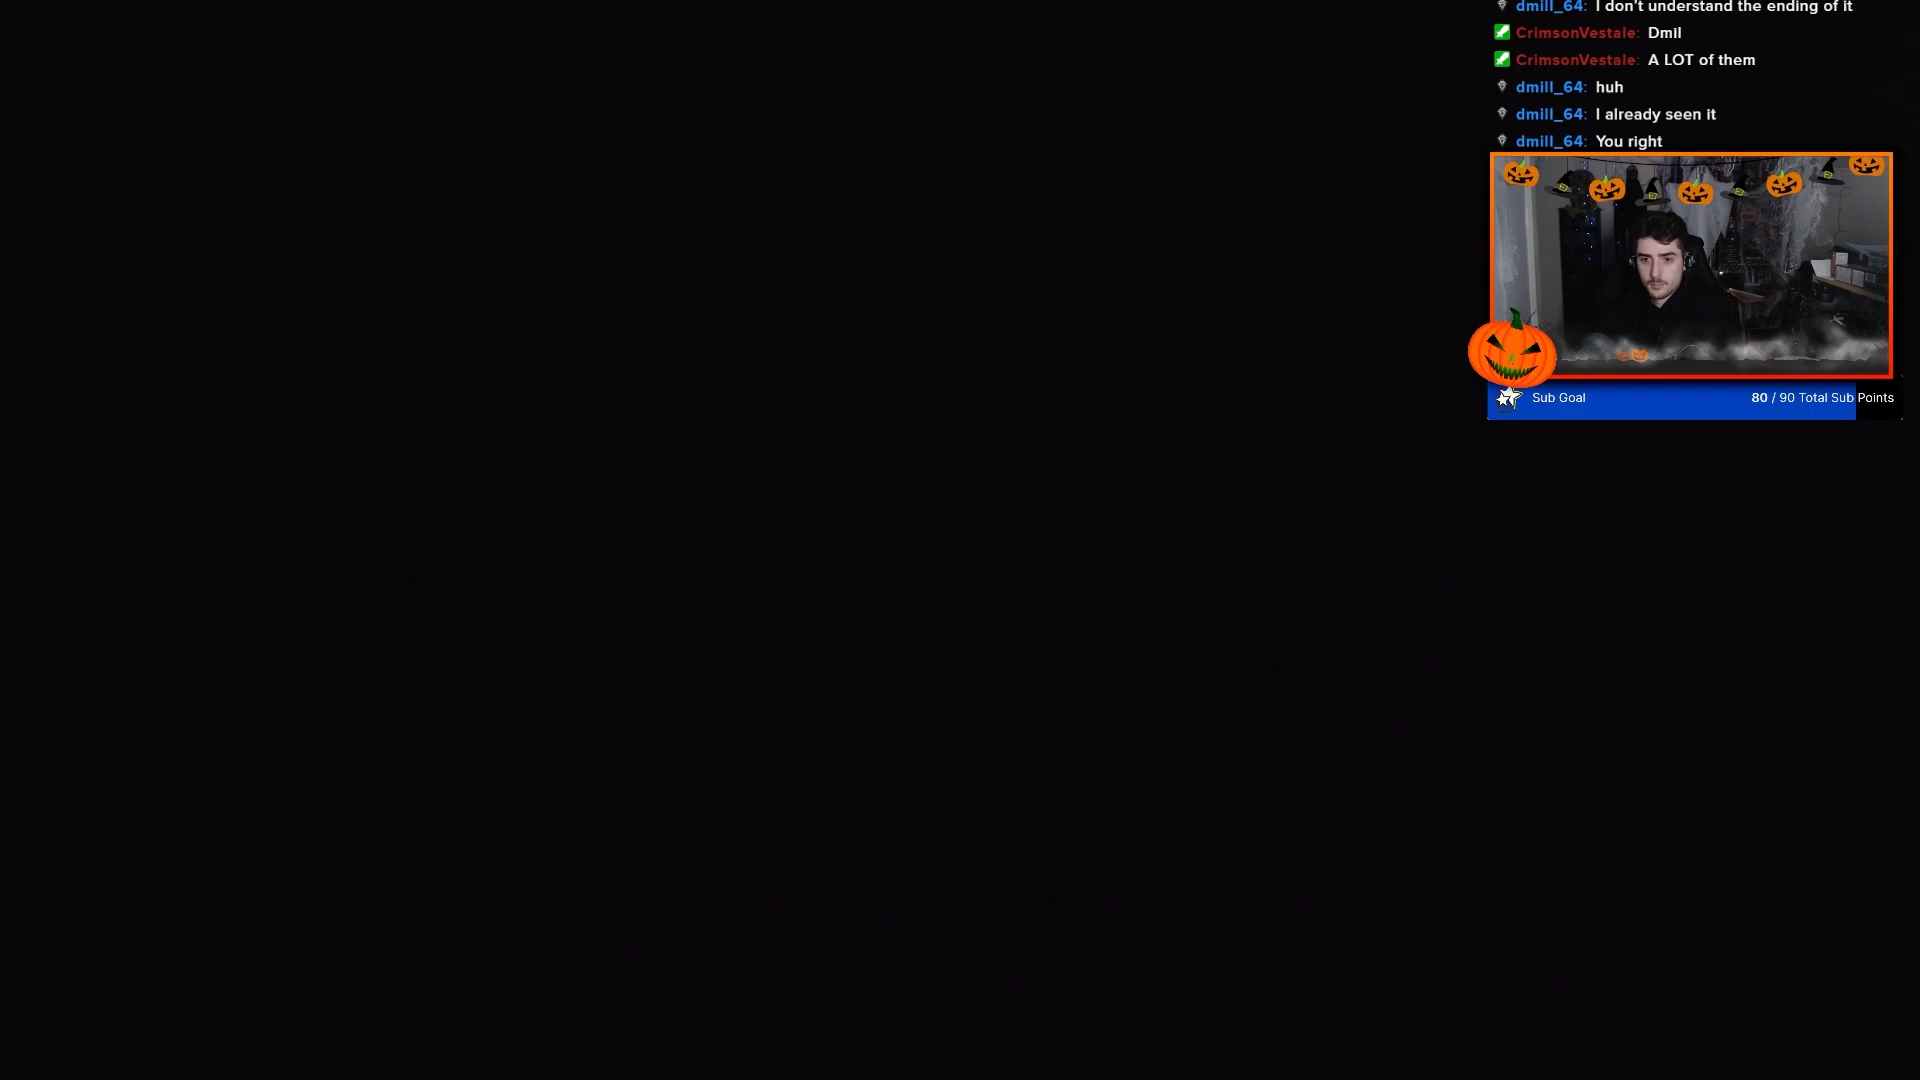 dmill_64: I don't understand the ending of it
CrimsonVestale: Dmil
CrimsonVestale: A LOT of them
dmill_64: huh
dmill_64: I already seen it
dmill_64: You right
Sub Goal 80 / 90 Total Sub Points